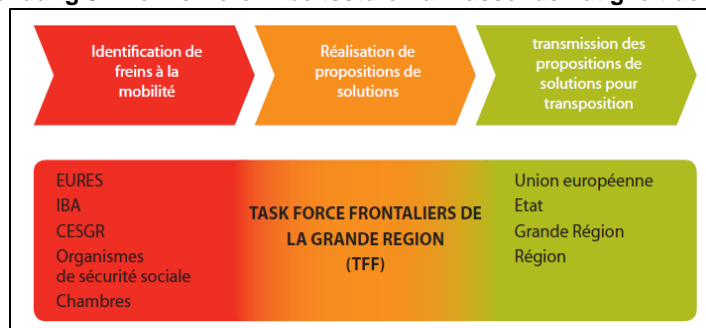 Identification de
freins à la
mobilité
Réalisation de
propositions de
solutions
transmission des
propositions de
solutions pour
transposition
EURES
IBA
CESGR
Organismes
de sécurité sociale
Chambres
TASK FORCE FRONTALIERS DE
LA GRANDE REGION
(TFF)
Union européenne
Etat
Grande Région
Région